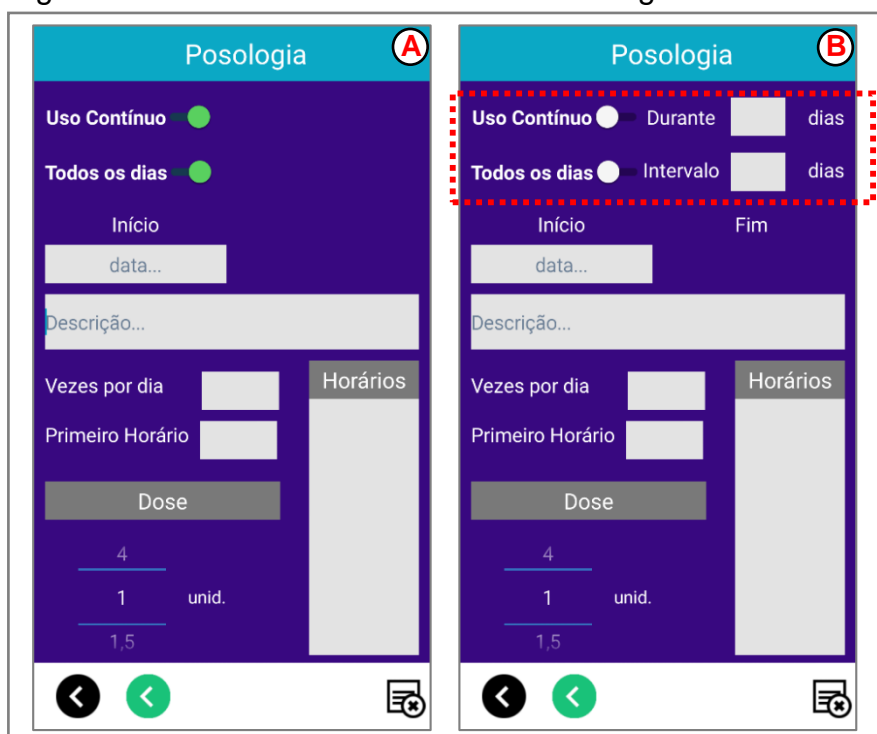 Posologia A
Uso Contínuo
Todos os dias
Início
data...
Descrição...
Vezes por dia
Horários
Primeiro Horário
Dose
4
1 unid.
1,5
Posologia B
Uso Contínuo Durante dias
Todos os dias Intervalo dias
Início Fim
data...
Descrição...
Vezes por dia
Horários
Primeiro Horário
Dose
4
1 unid.
1,5